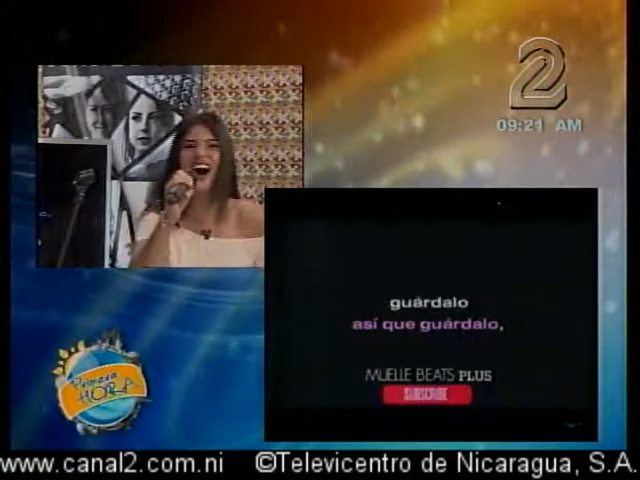 2
09:21 AM
guárdalo
así que guárdalo,
MUELLE BEATS PLUS
SUBSCRIBE
Primera
HORA
www.canal2.com.ni ©Televicentro de Nicaragua, S.A.